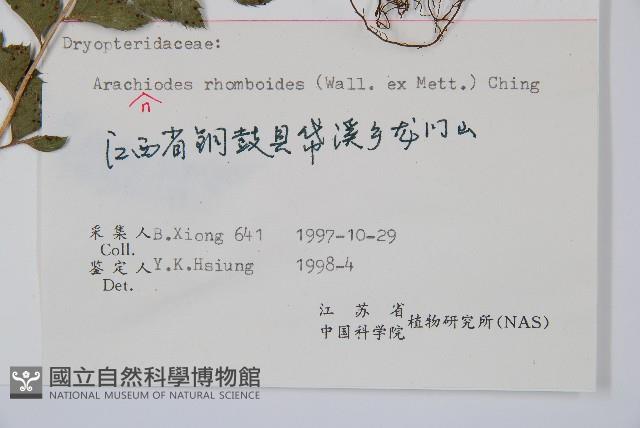 Dryopteridaceae:
Arachiodes rhomboides (Wall. ex Mett.) Ching
n
江西省铜鼓县带溪乡龙门山
采集人 B.Xiong 641 1997-10-29
Coll.
鉴定人 Y.K.Hsiung 1998-4
Det.
江苏省
中国科学院 植物研究所(NAS)
國立自然科學博物館
NATIONAL MUSEUM OF NATURAL SCIENCE